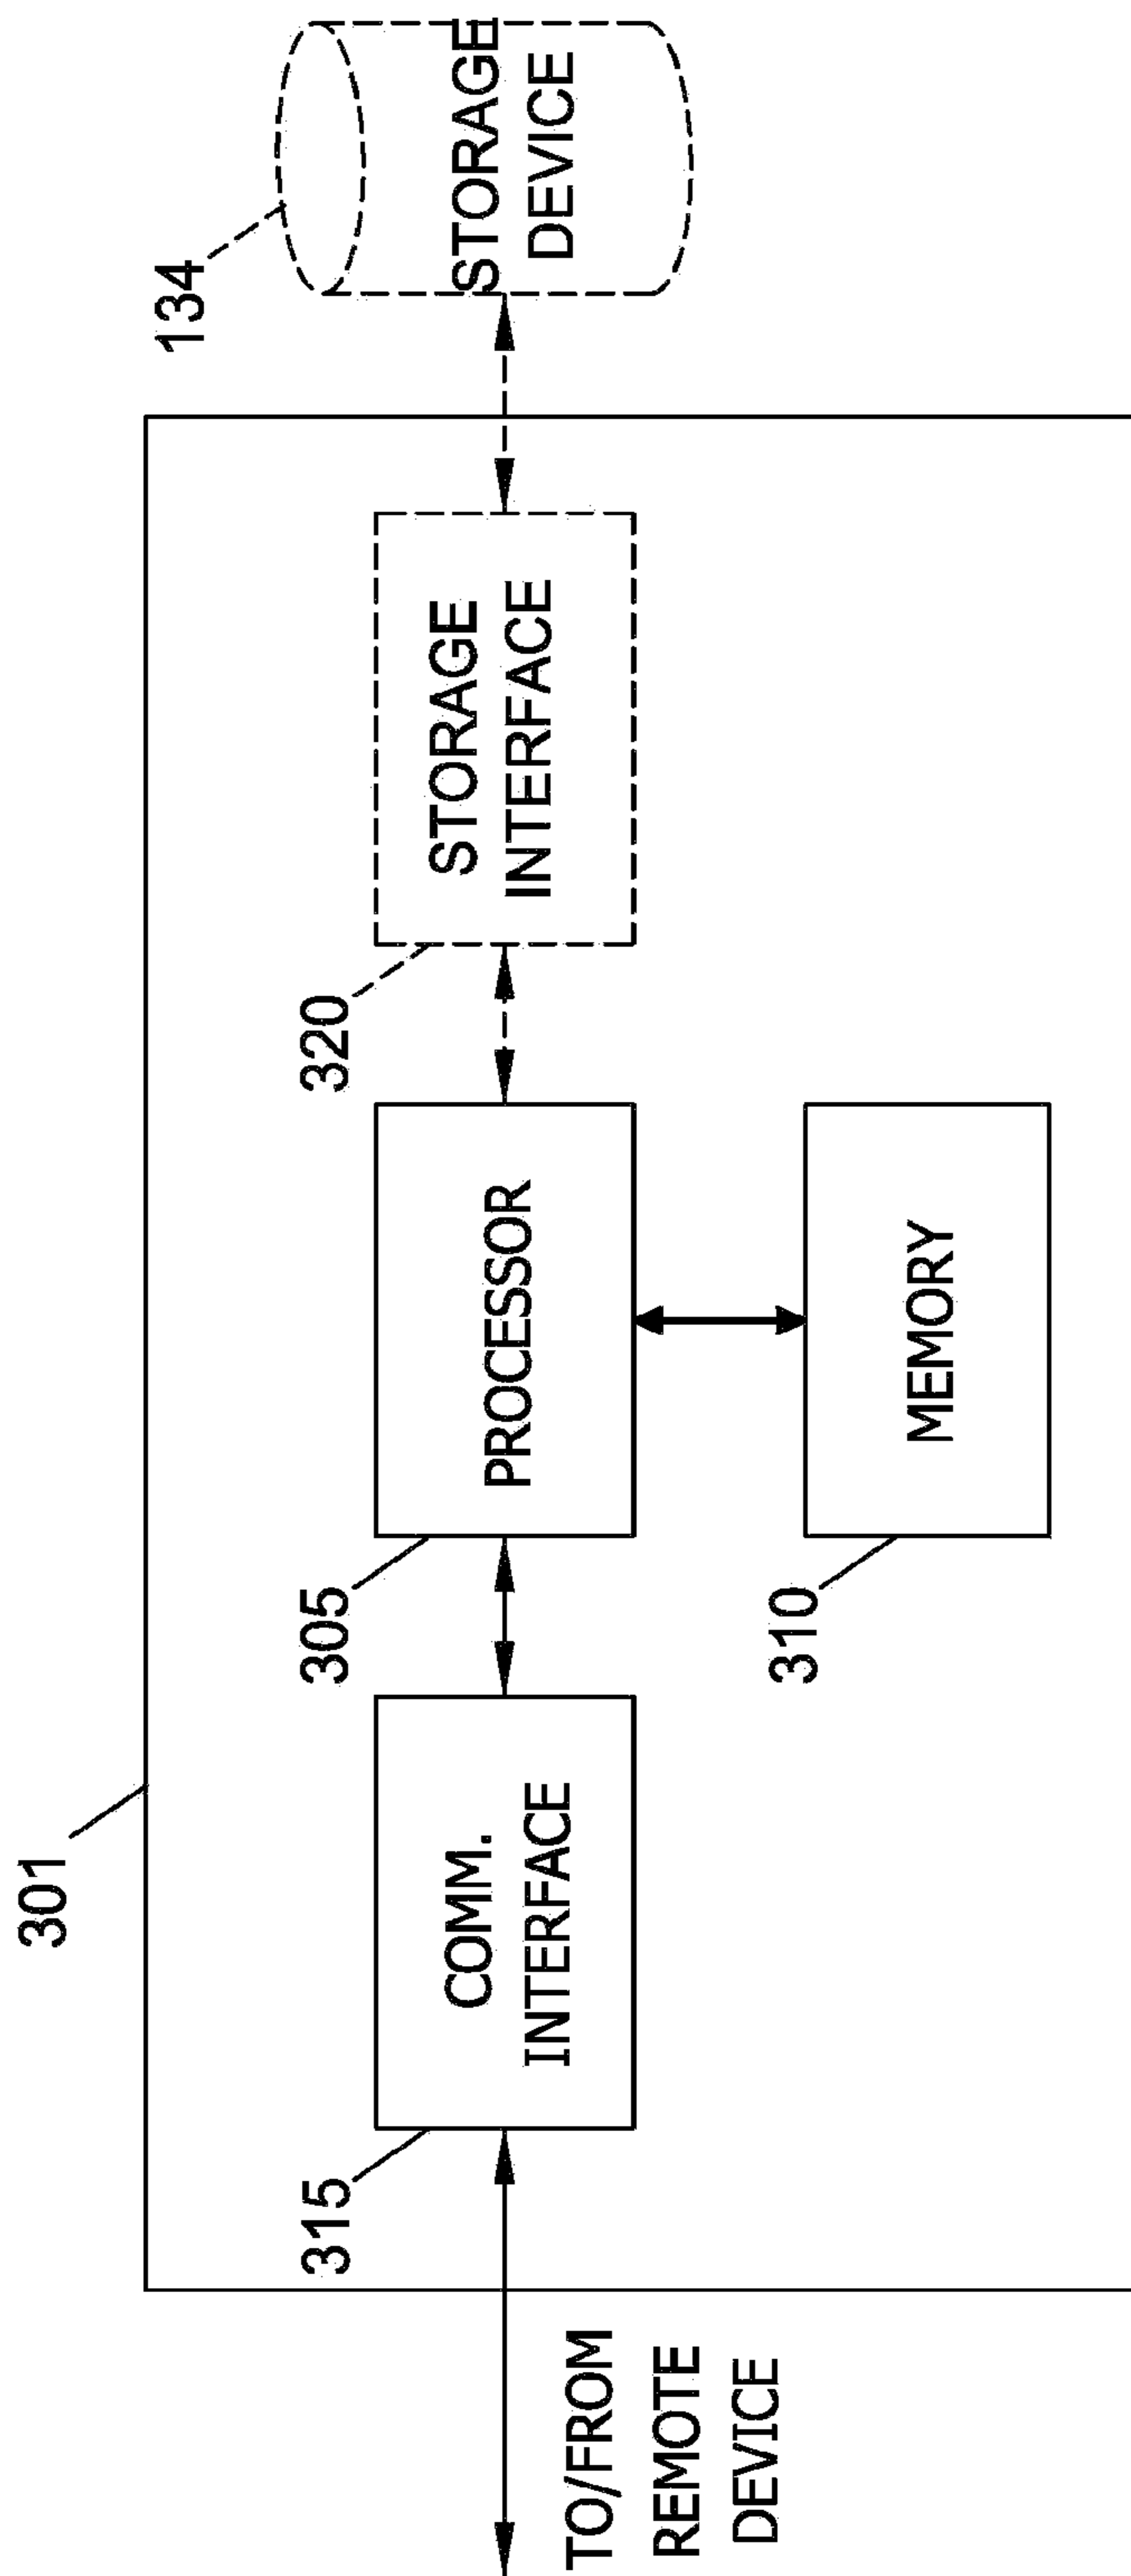 301
134
315
305
320
COMM.
INTERFACE
PROCESSOR
STORAGE
INTERFACE
STORAGE
DEVICE
TO/FROM
REMOTE
DEVICE
310
MEMORY